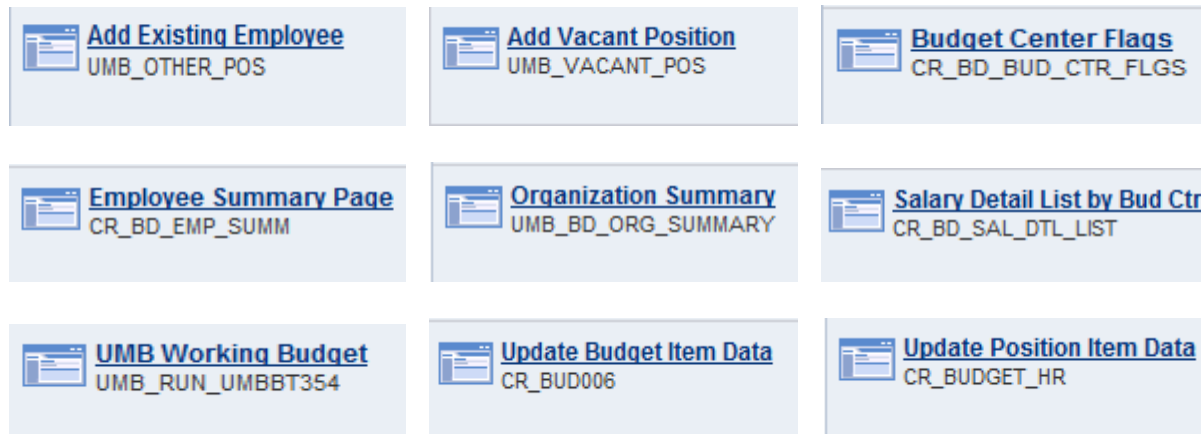 Add Existing Employee
UMB_OTHER_POS
Add Vacant Position
UMB_VACANT_POS
Budget Center Flags
CR_BD_BUD_CTR_FLGS
Employee Summary Page
CR_BD_EMP_SUMM
Organization Summary
UMB_BD_ORG_SUMMARY
Salary Detail List by Bud Ctr
CR_BD_SAL_DTL_LIST
UMB Working Budget
UMB_RUN_UMBBT354
Update Budget Item Data
CR_BUD006
Update Position Item Data
CR_BUDGET_HR